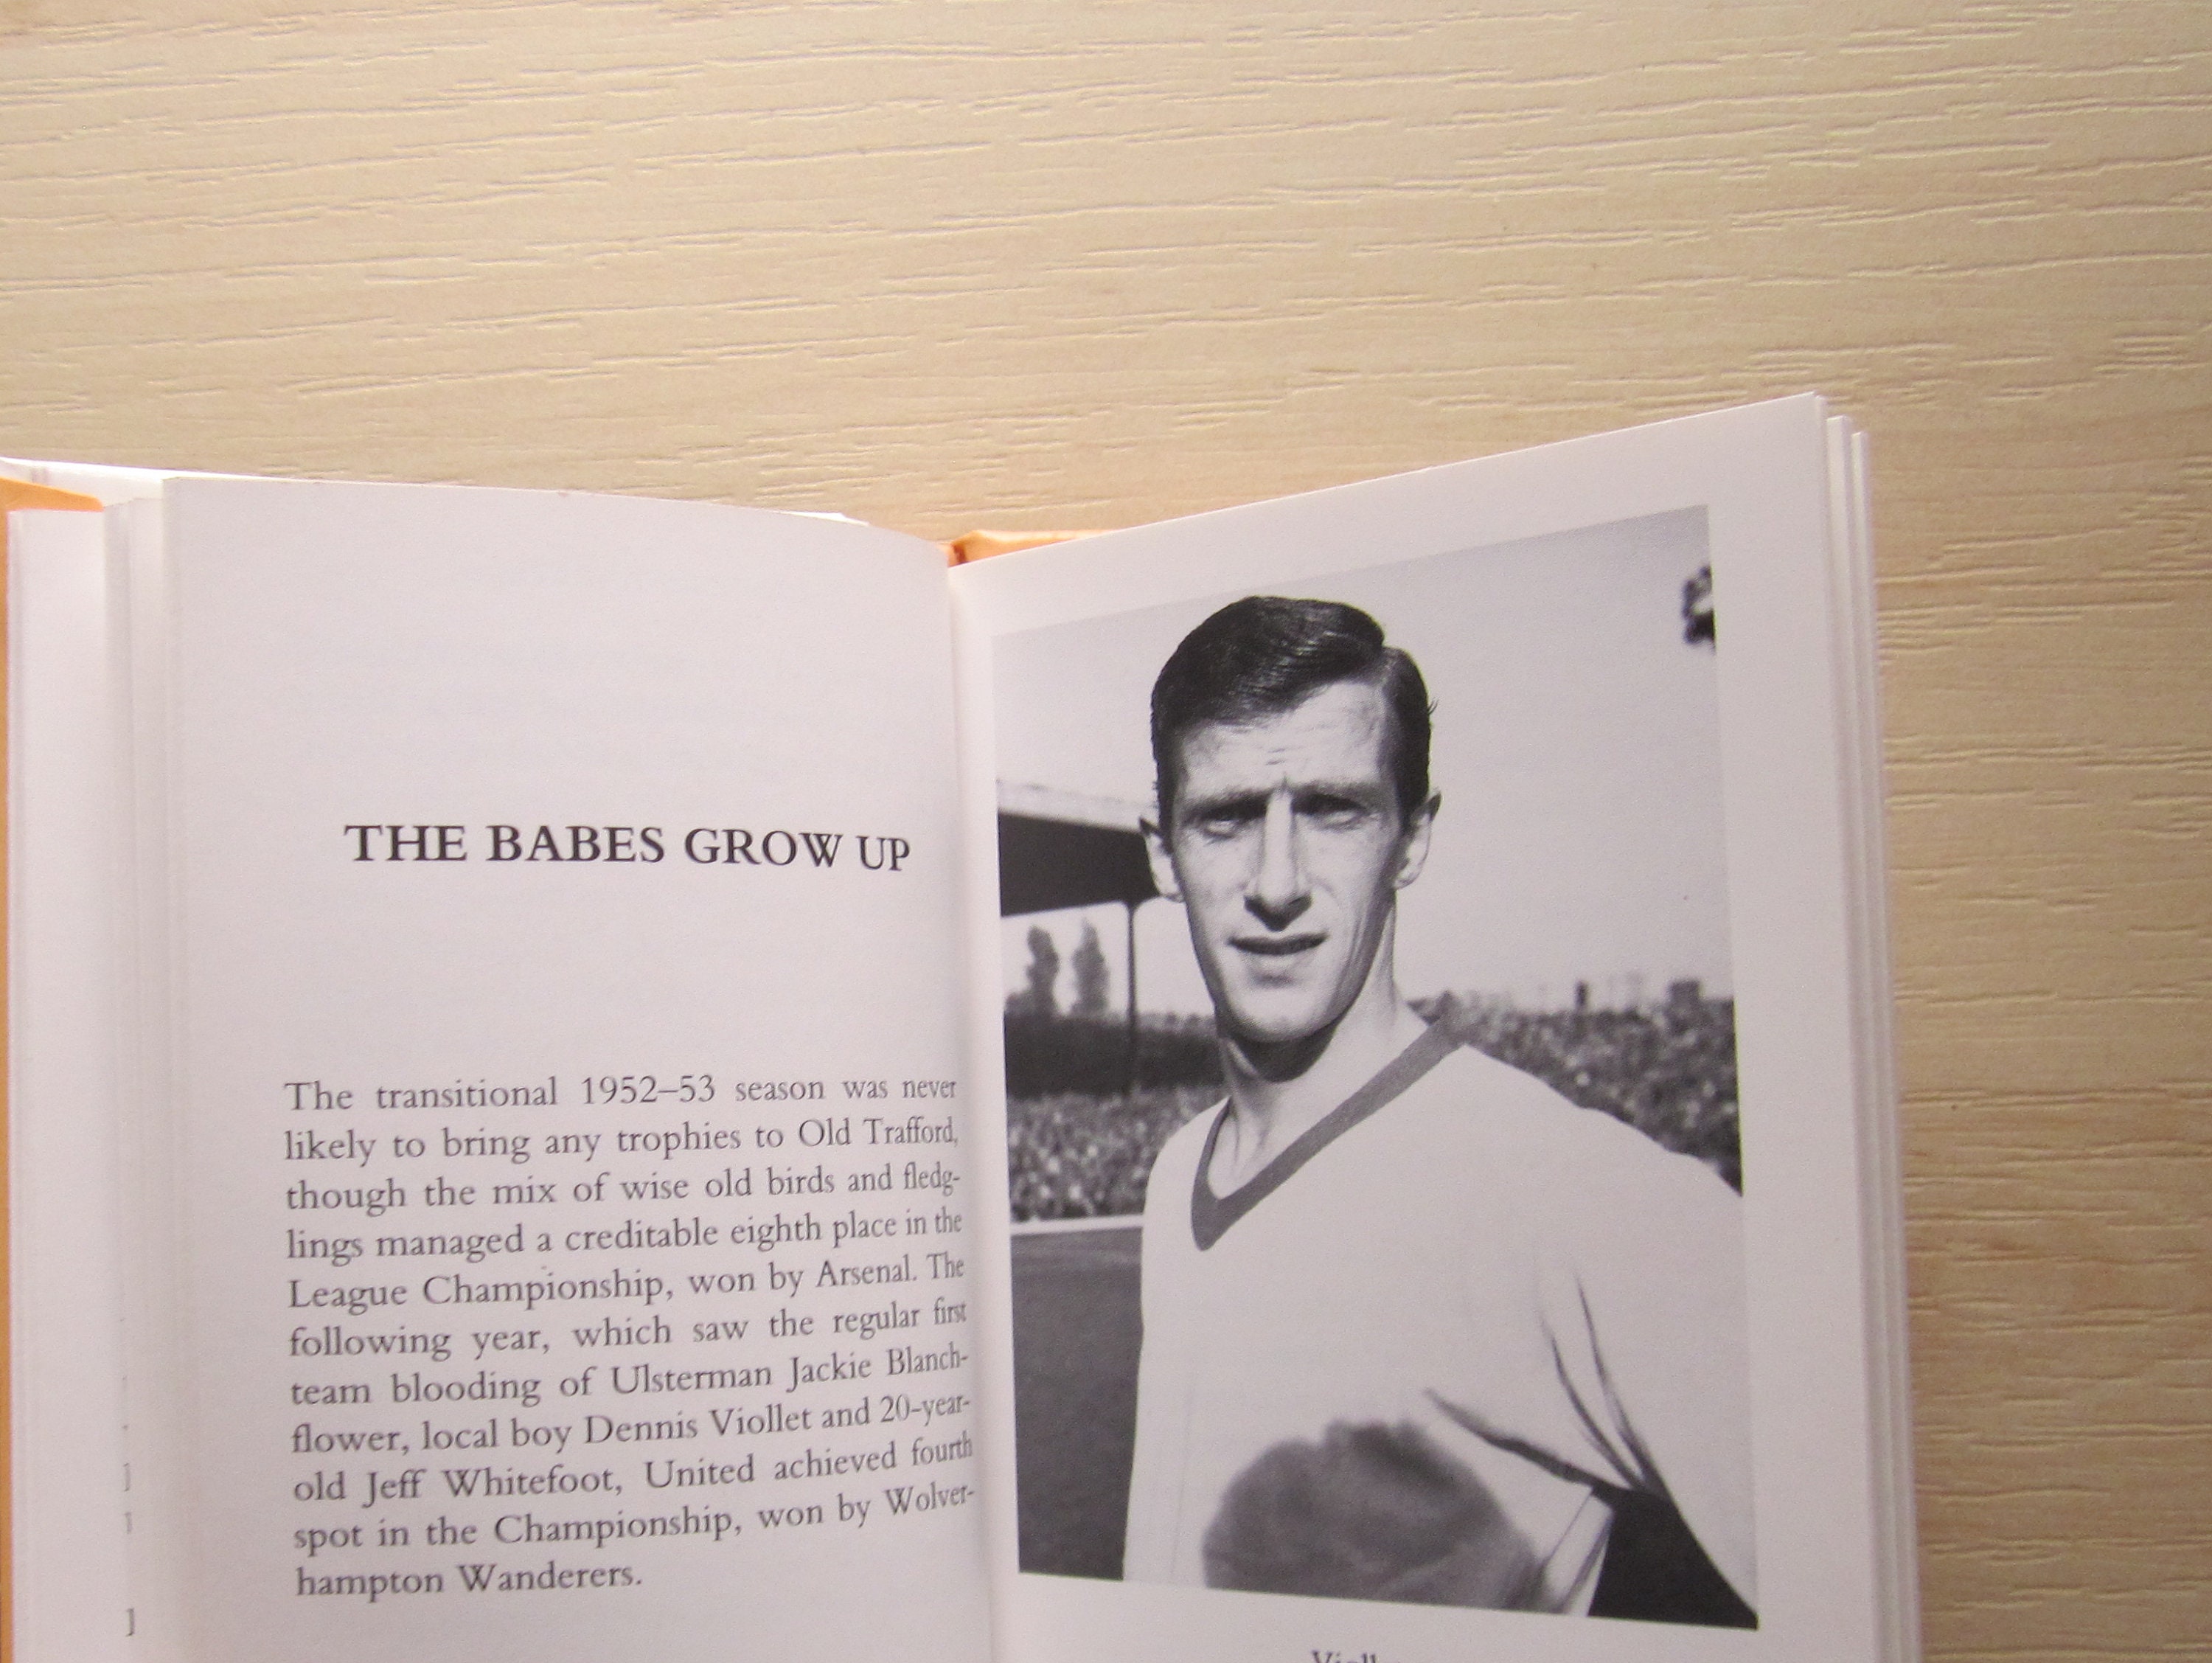 THE BABES GROW UP
The transitional 1952–53 season was never
likely to bring any trophies to Old Trafford,
though the mix of wise old birds and fledg-
lings managed a creditable eighth place in the
League Championship, won by Arsenal. The
following year, which saw the regular first
team blooding of Ulsterman Jackie Blanch-
flower, local boy Dennis Viollet and 20-year-
old Jeff Whitefoot, United achieved fourth
spot in the Championship, won by Wolver-
hampton Wanderers.